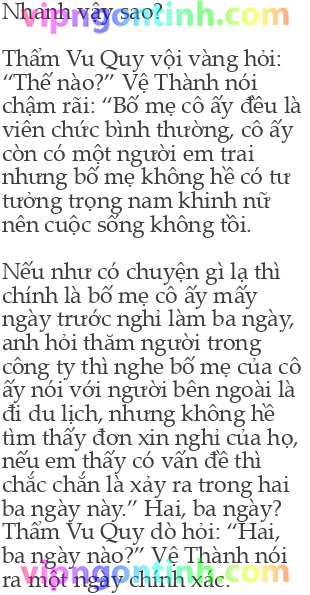 Nhanh vậy sao?
vipngontinh.com
Thẩm Vu Quy vội vàng hỏi:
“Thế nào?” Vệ Thành nói
chậm rãi: “Bố mẹ cô ấy đều là
viên chức bình thường, cô ấy
còn có một người em trai
nhưng bố mẹ không hề có tư
tưởng trọng nam khinh nữ
nên cuộc sống không tồi.
Nếu như có chuyện gì lạ thì
chính là bố mẹ cô ấy mấy
ngày trước nghỉ làm ba ngày,
anh hỏi thăm người trong
công ty thì nghe bố mẹ của cô
ấy nói với người bên ngoài là
đi du lịch, nhưng không hề
tìm thấy đơn xin nghỉ của họ,
nếu em thấy có vấn đề thì
chắc chắn là xảy ra trong hai
ba ngày này.” Hai, ba ngày?
Thẩm Vu Quy dò hỏi: “Hai,
ba ngày nào?” Vệ Thành nói
ra một ngày chính xác.
vipngontinh.com